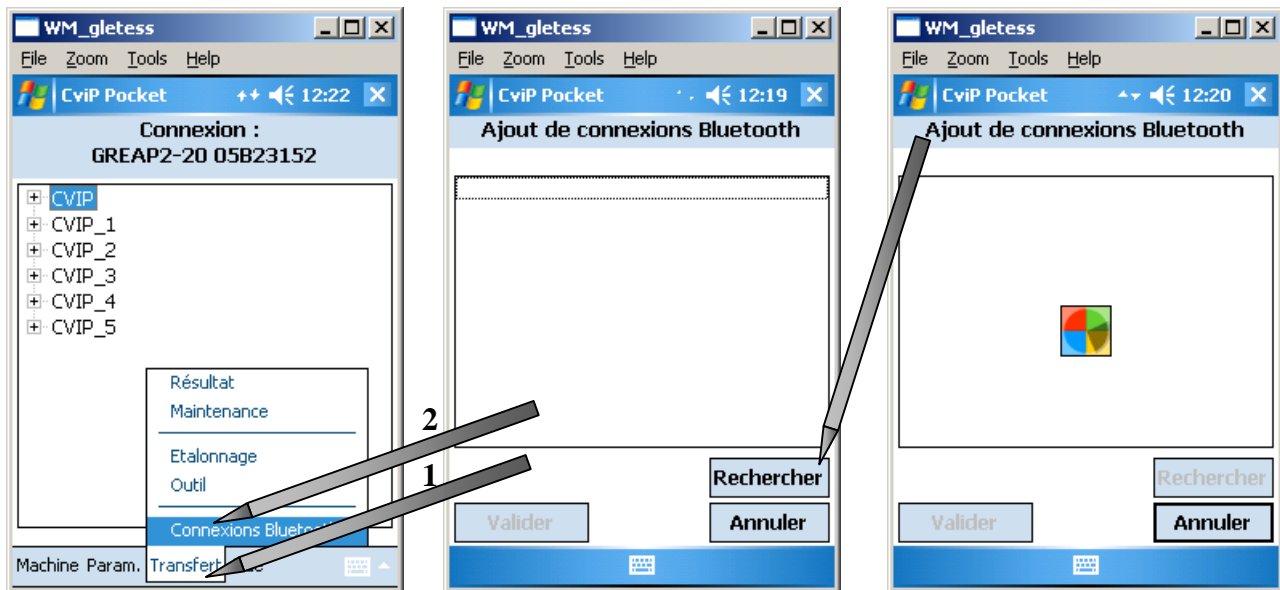 WM_gletess
File Zoom Tools Help
CviP Pocket 12:22
Connexion :
GREAP2-20 05B23152
CVIP
CVIP_1
CVIP_2
CVIP_3
CVIP_4
CVIP_5
Résultat
Maintenance
Etalonnage
Outil
Connexions
Machine Param. Transfert
2
1
WM_gletess
File Zoom Tools Help
CviP Pocket 12:19
Ajout de connexions Bluetooth
Rechercher
Valider Annuler
WM_gletess
File Zoom Tools Help
CviP Pocket 12:20
Ajout de connexions Bluetooth
Rechercher
Valider Annuler